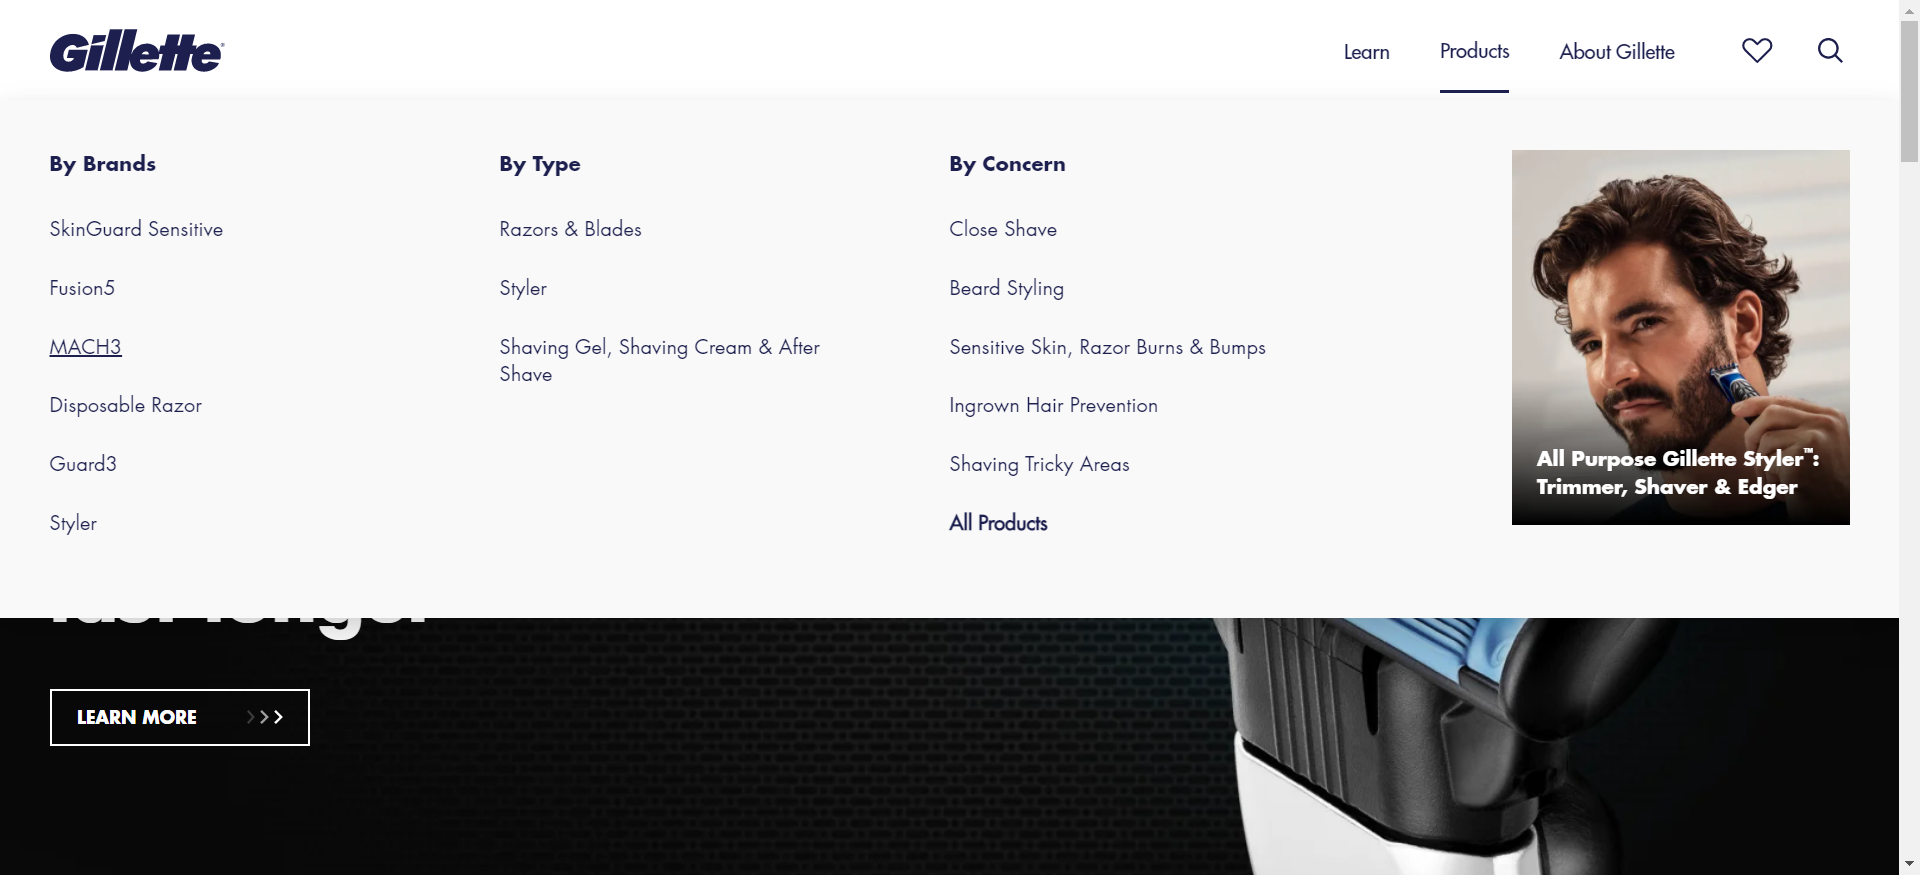 Gillette
Learn
Products
About Gillette
By Brands
SkinGuard Sensitive
Fusion5
MACH3
Disposable Razor
Guard3
Styler
By Type
Razors & Blades
Styler
Shaving Gel, Shaving Cream & After
Shave
By Concern
Close Shave
Beard Styling
Sensitive Skin, Razor Burns & Bumps
Ingrown Hair Prevention
Shaving Tricky Areas
All Products
All Purpose Gillette Styler™:
Trimmer, Shaver & Edger
LEARN MORE